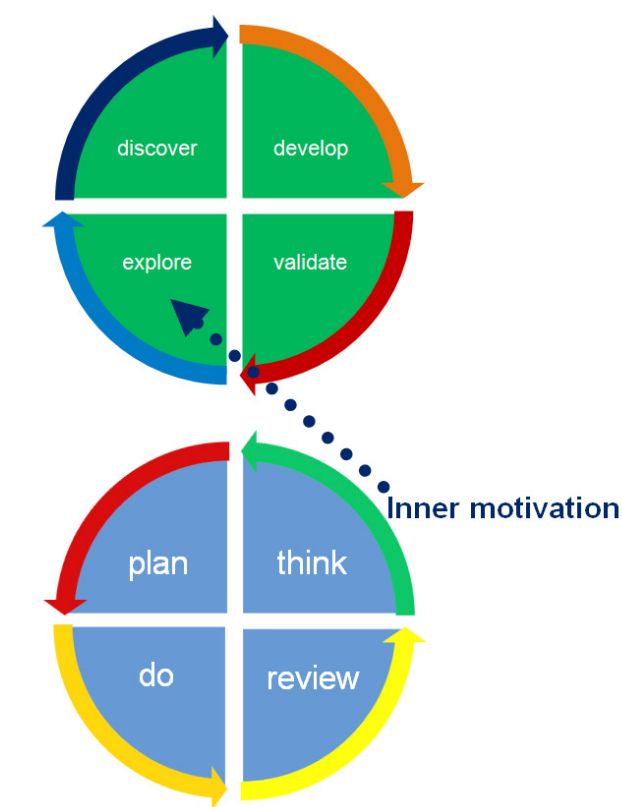 discover
develop
explore
validate
Inner motivation
plan
think
do
review